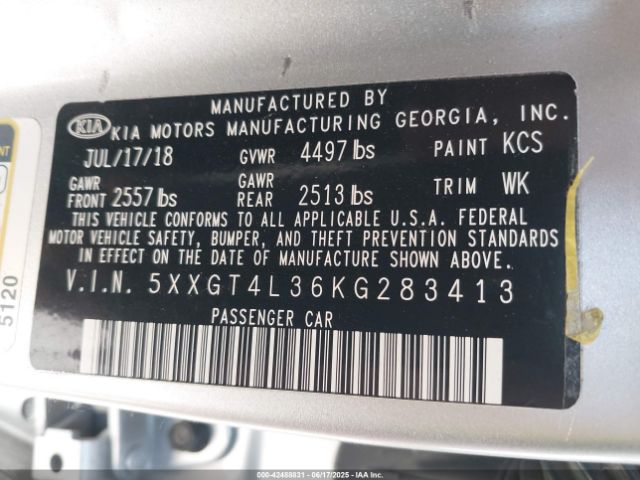 MANUFACTURED BY
KIA KIA MOTORS MANUFACTURING GEORGIA, INC.
JUL/17/18 GVWR 4497 lbs PAINT KCS
GAWR FRONT 2557 lbs GAWR REAR 2513 lbs TRIM WK
THIS VEHICLE CONFORMS TO ALL APPLICABLE U.S.A. FEDERAL
MOTOR VEHICLE SAFETY, BUMPER, AND THEFT PREVENTION STANDARDS
IN EFFECT ON THE DATE OF MANUFACTURE SHOWN ABOVE.
V.I.N. 5XXGT4L36KG283413
PASSENGER CAR
5120
000-42488831 - 06/17/2025 - IAA, Inc.